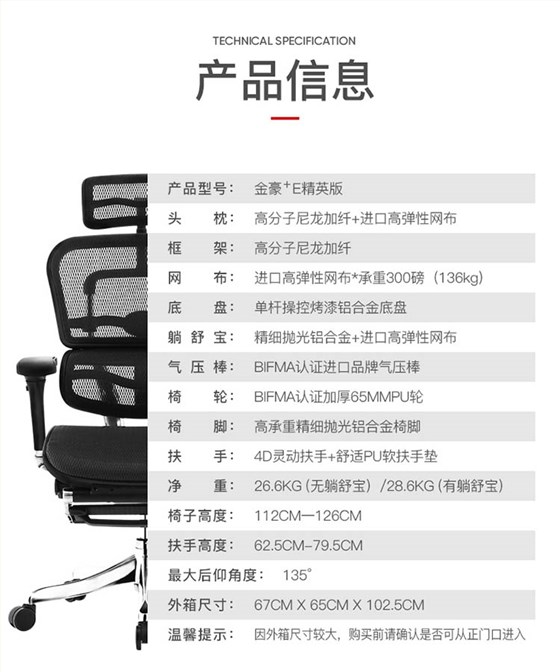 TECHNICAL SPECIFICATION
产品信息
产品型号： 金豪⁺E精英版
头枕： 高分子尼龙加纤+进口高弹性网布
框架： 高分子尼龙加纤
网布： 进口高弹性网布*承重300磅（136kg）
底盘： 单杆操控烤漆铝合金底盘
躺舒宝： 精细抛光铝合金+进口高弹性网布
气压棒： BIFMA认证进口品牌气压棒
椅轮： BIFMA认证加厚65MMPU轮
椅脚： 高承重精细抛光铝合金椅脚
扶手： 4D灵动扶手+舒适PU软扶手垫
净重： 26.6KG (无躺舒宝）/28.6KG (有躺舒宝）
椅子高度： 112CM—126CM
扶手高度： 62.5CM-79.5CM
最大后仰角度： 135°
外箱尺寸： 67CM X 65CM X 102.5CM
温馨提示： 因外箱尺寸较大，购买前请确认是否可从正门口进入